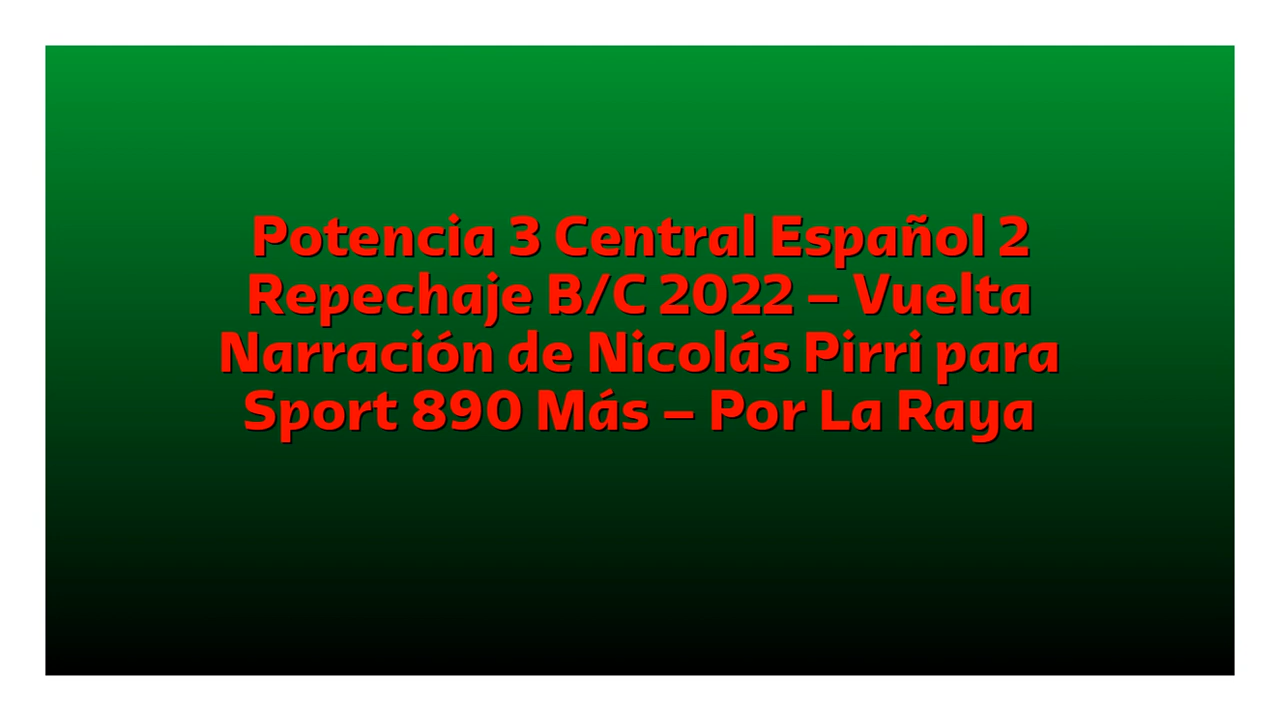 Potencia 3 Central Español 2
Repechaje B/C 2022 – Vuelta
Narración de Nicolás Pirri para
Sport 890 Más – Por La Raya